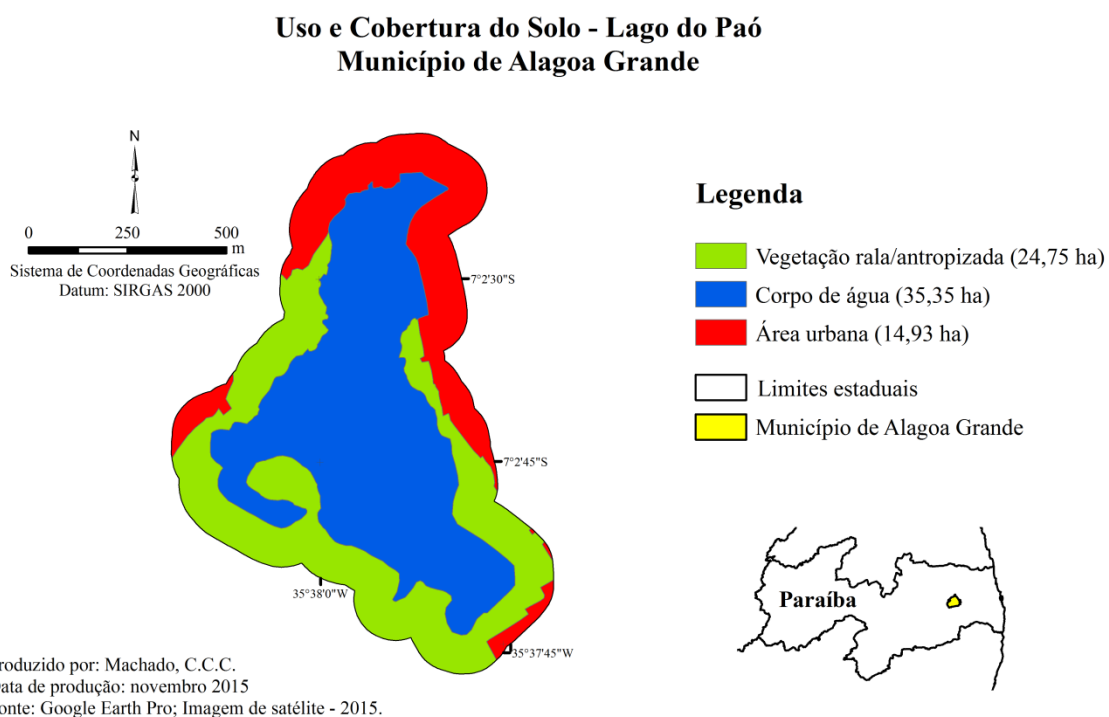 Uso e Cobertura do Solo - Lago do Paó
Município de Alagoa Grande
N
0 250 500
m
Sistema de Coordenadas Geográficas
Datum: SIRGAS 2000
7°2'30"S
7°2'45"S
35°38'0"W
35°37'45"W
Legenda
Vegetação rala/antropizada (24,75 ha)
Corpo de água (35,35 ha)
Área urbana (14,93 ha)
Limites estaduais
Município de Alagoa Grande
Paraíba
roduzido por: Machado, C.C.C.
ata de produção: novembro 2015
onte: Google Earth Pro; Imagem de satélite - 2015.